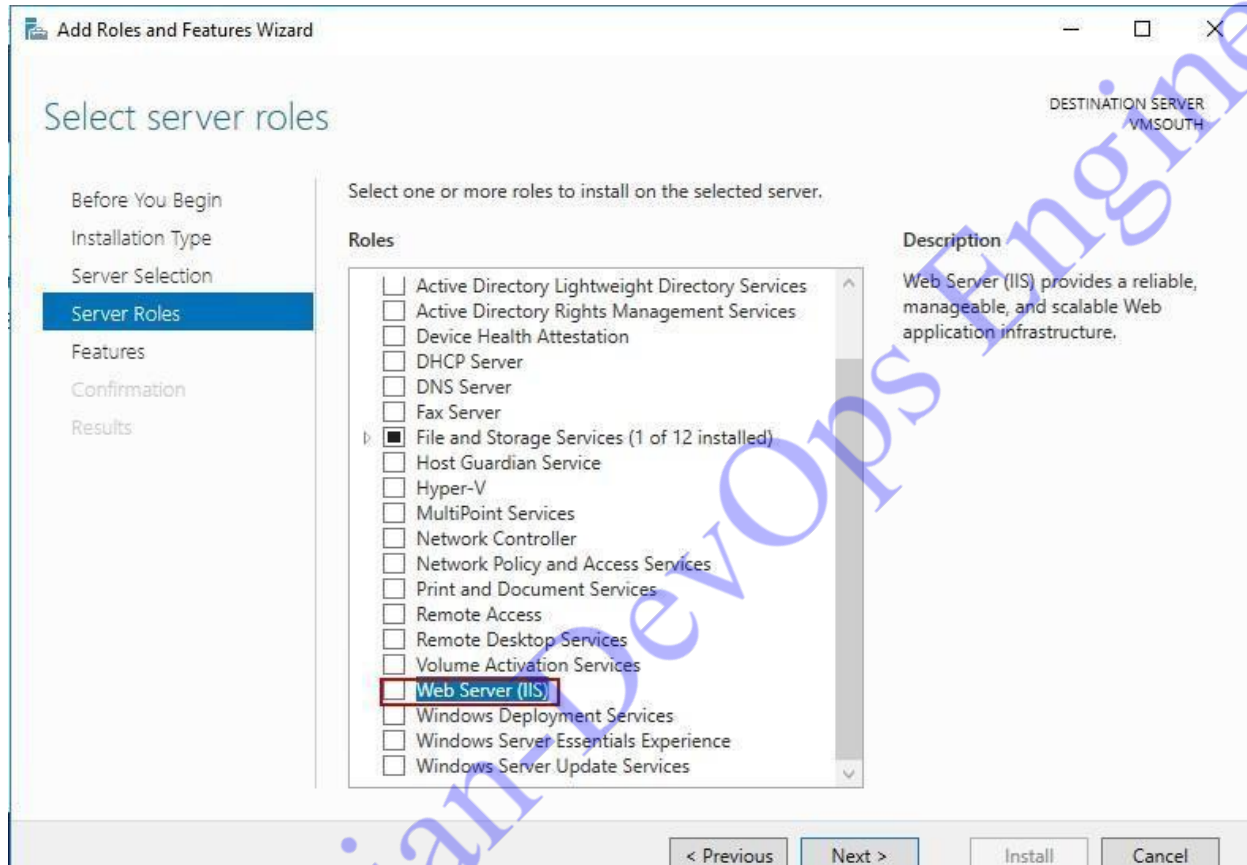 Add Roles and Features Wizard
Select server roles
DESTINATION SERVER
VMSOUTH
Before You Begin
Installation Type
Server Selection
Server Roles
Features
Confirmation
Results
Select one or more roles to install on the selected server.
Roles
Active Directory Lightweight Directory Services
Active Directory Rights Management Services
Device Health Attestation
DHCP Server
DNS Server
Fax Server
File and Storage Services (1 of 12 installed)
Host Guardian Service
Hyper-V
MultiPoint Services
Network Controller
Network Policy and Access Services
Print and Document Services
Remote Access
Remote Desktop Services
Volume Activation Services
Web Server (IIS)
Windows Deployment Services
Windows Server Essentials Experience
Windows Server Update Services
Description
Web Server (IIS) provides a reliable,
manageable, and scalable Web
application infrastructure.
< Previous
Next >
Install
Cancel
DevOps